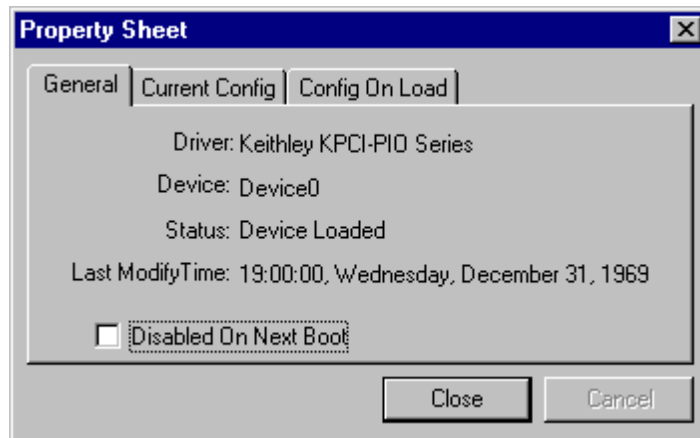 Property Sheet
General Current Config Config On Load
Driver: Keithley KPCI-PIO Series
Device: Device0
Status: Device Loaded
Last ModifyTime: 19:00:00, Wednesday, December 31, 1969
Disabled On Next Boot
Close Cancel